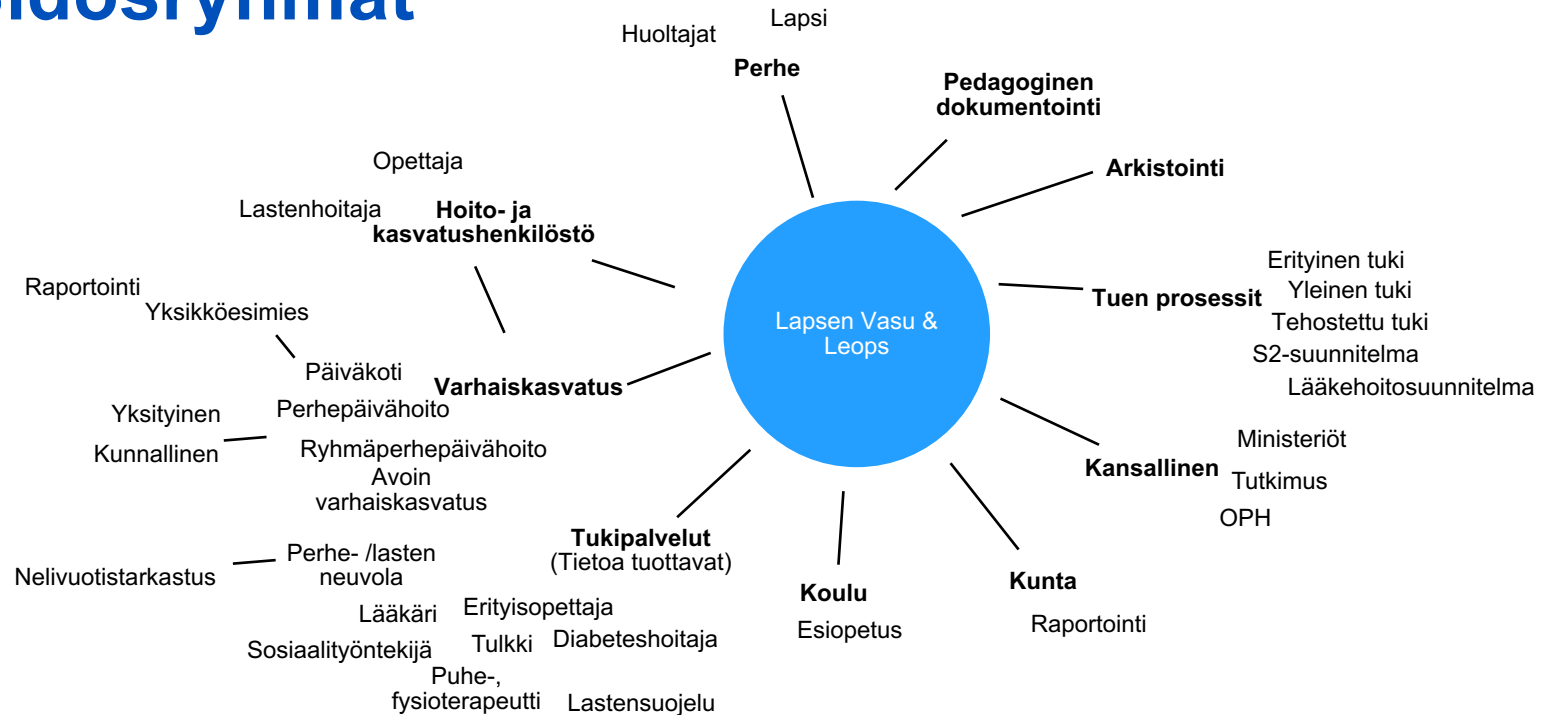 Lapsi
Huoltajat
Perhe
Pedagoginen
dokumentointi
Arkistointi
Opettaja
Lastenhoitaja
Hoito- ja
kasvatushenkilöstö
Erityinen tuki
Yleinen tuki
Tuen prosessit
Tehostettu tuki
S2-suunnitelma
Lääkehoitosuunnitelma
Raportointi
Yksikköesimies
Lapsen Vasu &
Leops
Päiväkoti
Varhaiskasvatus
Perhepäivähoito
Yksityinen
Kunnallinen
Ryhmäperhepäivähoito
Avoin
varhaiskasvatus
Ministeriöt
Kansallinen
Tutkimus
OPH
Tukipalvelut
(Tietoa tuottavat)
Perhe- /lasten
neuvola
Nelivuotistarkastus
Koulu
Esiopetus
Kunta
Raportointi
Lääkäri
Erityisopettaja
Sosiaalityöntekijä
Tulkki
Diabeteshoitaja
Puhe-,
fysioterapeutti
Lastensuojelu